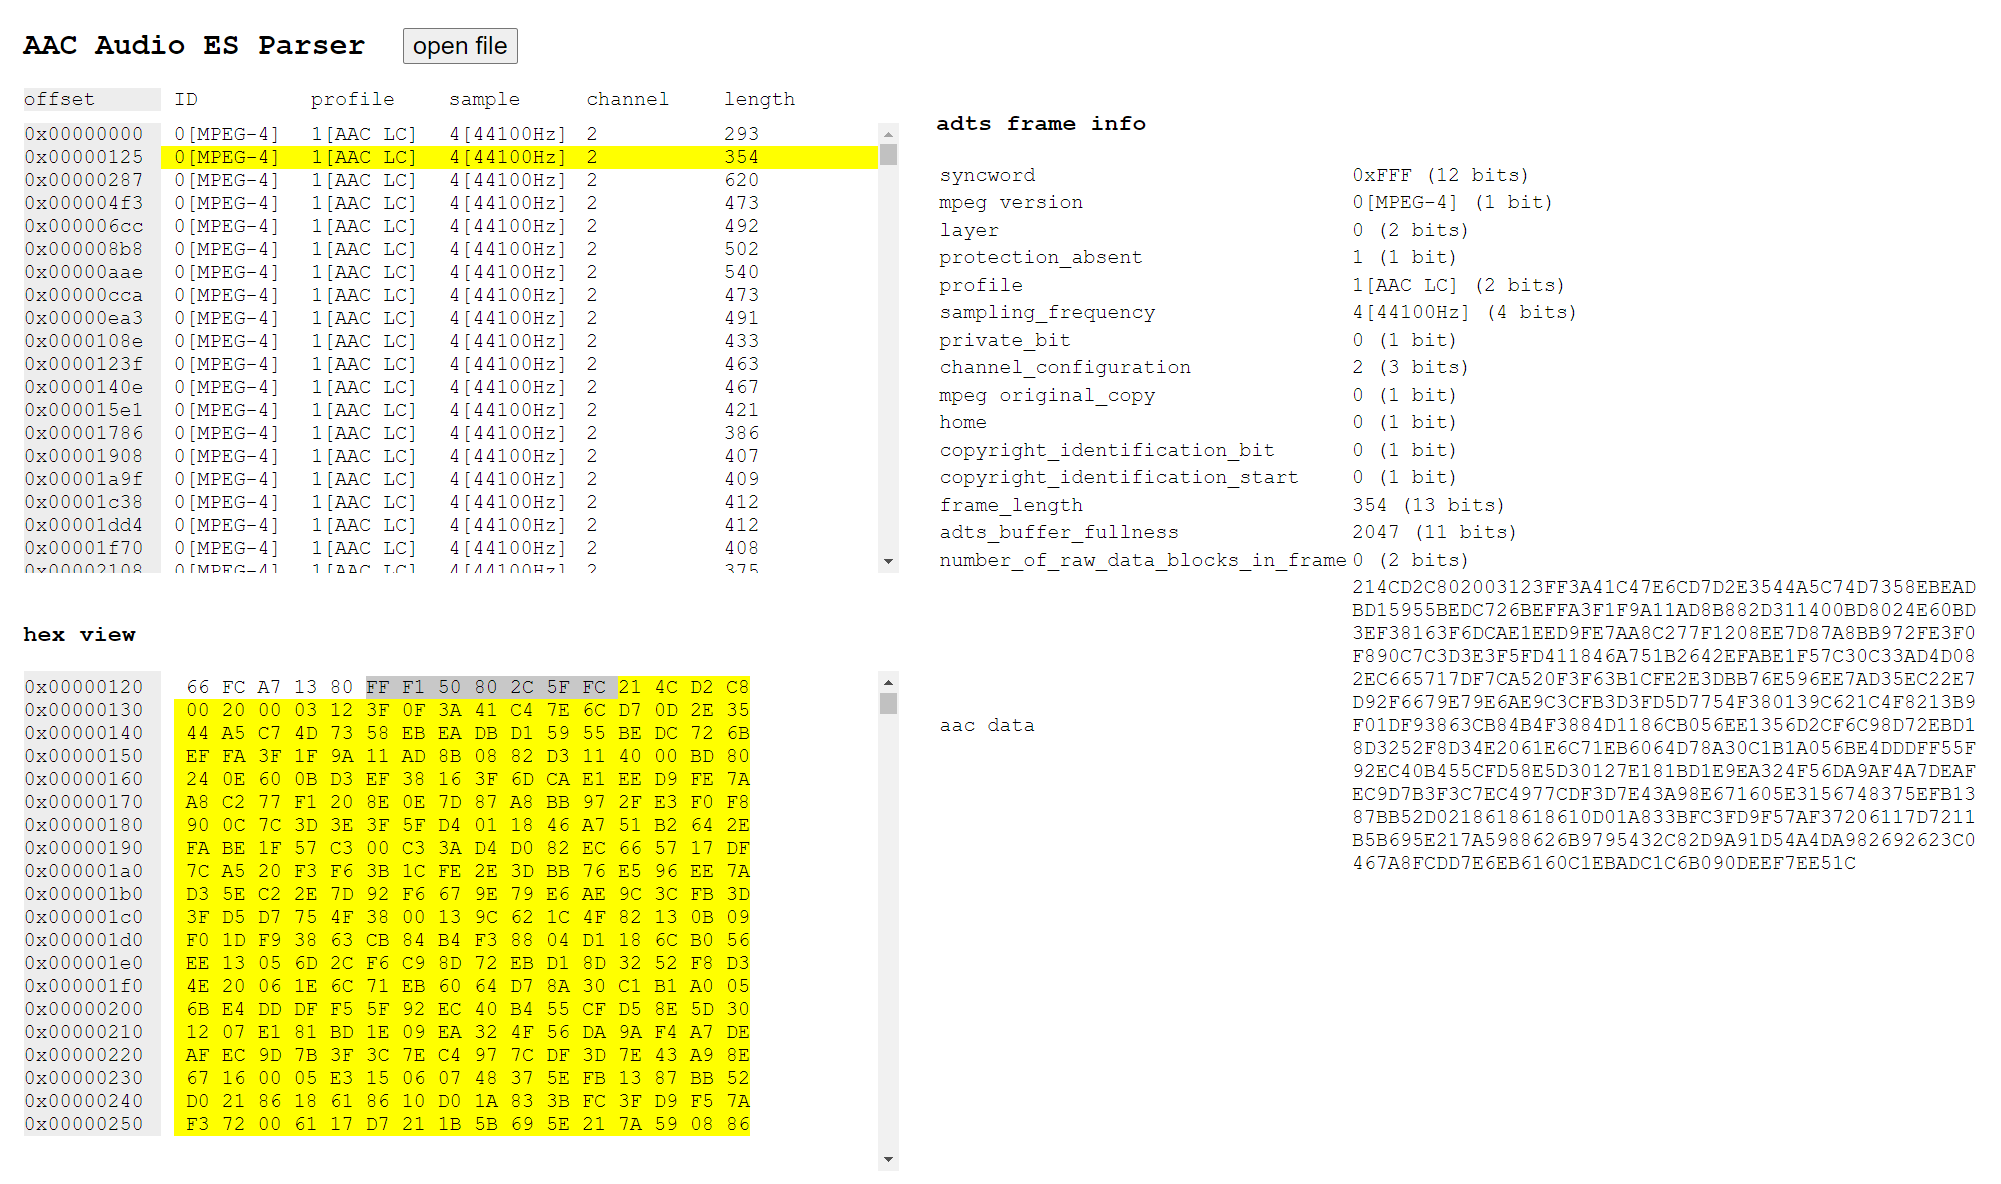 AAC Audio ES Parser open file
offset ID profile sample channel length
0x00000000 0[MPEG-4] 1[AAC LC] 4[44100Hz] 2 293
0x00000125 0[MPEG-4] 1[AAC LC] 4[44100Hz] 2 354
0x00000287 0[MPEG-4] 1[AAC LC] 4[44100Hz] 2 620
0x000004f3 0[MPEG-4] 1[AAC LC] 4[44100Hz] 2 473
0x000006cc 0[MPEG-4] 1[AAC LC] 4[44100Hz] 2 492
0x000008b8 0[MPEG-4] 1[AAC LC] 4[44100Hz] 2 502
0x00000aae 0[MPEG-4] 1[AAC LC] 4[44100Hz] 2 540
0x00000cca 0[MPEG-4] 1[AAC LC] 4[44100Hz] 2 473
0x00000ea3 0[MPEG-4] 1[AAC LC] 4[44100Hz] 2 491
0x0000108e 0[MPEG-4] 1[AAC LC] 4[44100Hz] 2 433
0x0000123f 0[MPEG-4] 1[AAC LC] 4[44100Hz] 2 463
0x0000140e 0[MPEG-4] 1[AAC LC] 4[44100Hz] 2 467
0x000015e1 0[MPEG-4] 1[AAC LC] 4[44100Hz] 2 421
0x00001786 0[MPEG-4] 1[AAC LC] 4[44100Hz] 2 386
0x00001908 0[MPEG-4] 1[AAC LC] 4[44100Hz] 2 407
0x00001a9f 0[MPEG-4] 1[AAC LC] 4[44100Hz] 2 409
0x00001c38 0[MPEG-4] 1[AAC LC] 4[44100Hz] 2 412
0x00001dd4 0[MPEG-4] 1[AAC LC] 4[44100Hz] 2 412
0x00001f70 0[MPEG-4] 1[AAC LC] 4[44100Hz] 2 408
0x00002108 0[MPEG-4] 1[AAC LC] 4[44100Hz] 2 375
hex view
0x00000120 66 FC A7 13 80 FF F1 50 80 2C 5F FC 21 4C D2 C8
0x00000130 00 20 00 03 12 3F 0F 3A 41 C4 7E 6C D7 0D 2E 35
0x00000140 44 A5 C7 4D 73 58 EB EA DB D1 59 55 BE DC 72 6B
0x00000150 EF FA 3F 1F 9A 11 AD 8B 08 82 D3 11 40 00 BD 80
0x00000160 24 0E 60 0B D3 EF 38 16 3F 6D CA E1 EE D9 FE 7A
0x00000170 A8 C2 77 F1 20 8E 0E 7D 87 A8 BB 97 2F E3 F0 F8
0x00000180 90 0C 7C 3D 3E 3F 5F D4 01 18 46 A7 51 B2 64 2E
0x00000190 FA BE 1F 57 C3 00 C3 3A D4 D0 82 EC 66 57 17 DF
0x000001a0 7C A5 20 F3 F6 3B 1C FE 2E 3D BB 76 E5 96 EE 7A
0x000001b0 D3 5E C2 2E 7D 92 F6 67 9E 79 E6 AE 9C 3C FB 3D
0x000001c0 3F D5 D7 75 4F 38 00 13 9C 62 1C 4F 82 13 0B 09
0x000001d0 F0 1D F9 38 63 CB 84 B4 F3 88 04 D1 18 6C B0 56
0x000001e0 EE 13 05 6D 2C F6 C9 8D 72 EB D1 8D 32 52 F8 D3
0x000001f0 4E 20 06 1E 6C 71 EB 60 64 D7 8A 30 C1 B1 A0 05
0x00000200 6B E4 DD DF F5 5F 92 EC 40 B4 55 CF D5 8E 5D 30
0x00000210 12 07 E1 81 BD 1E 09 EA 32 4F 56 DA 9A F4 A7 DE
0x00000220 AF EC 9D 7B 3F 3C 7E C4 97 7C DF 3D 7E 43 A9 8E
0x00000230 67 16 00 05 E3 15 06 07 48 37 5E FB 13 87 BB 52
0x00000240 D0 21 86 18 61 86 10 D0 1A 83 3B FC 3F D9 F5 7A
0x00000250 F3 72 00 61 17 D7 21 1B 5B 69 5E 21 7A 59 08 86
adts frame info
syncword 0xFFF (12 bits)
mpeg version 0[MPEG-4] (1 bit)
layer 0 (2 bits)
protection_absent 1 (1 bit)
profile 1[AAC LC] (2 bits)
sampling_frequency 4[44100Hz] (4 bits)
private_bit 0 (1 bit)
channel_configuration 2 (3 bits)
mpeg original_copy 0 (1 bit)
home 0 (1 bit)
copyright_identification_bit 0 (1 bit)
copyright_identification_start 0 (1 bit)
frame_length 354 (13 bits)
adts_buffer_fullness 2047 (11 bits)
number_of_raw_data_blocks_in_frame 0 (2 bits)
aac data
214CD2C802003123FF3A41C47E6CD7D2E3544A5C74D7358EBEAD
BD15955BEDC726BEFFA3F1F9A11AD8B882D311400BD8024E60BD
3EF38163F6DCAE1EED9FE7AA8C277F1208EE7D87A8BB972FE3F0
F890C7C3D3E3F5FD411846A751B2642EFABE1F57C30C33AD4D08
2EC665717DF7CA520F3F63B1CFE2E3DBB76E596EE7AD35EC22E7
D92F6679E79E6AE9C3CFB3D3FD5D7754F380139C621C4F8213B9
F01DF93863CB84B4F3884D1186CB056EE1356D2CF6C98D72EBD1
8D3252F8D34E2061E6C71EB6064D78A30C1B1A056BE4DDDFF55F
92EC40B455CFD58E5D30127E181BD1E9EA324F56DA9AF4A7DEAF
EC9D7B3F3C7EC4977CDF3D7E43A98E671605E3156748375EFB13
87BB52D0218618618610D01A833BFC3FD9F57AF37206117D7211
B5B695E217A5988626B9795432C82D9A91D54A4DA982692623C0
467A8FCDD7E6EB6160C1EBADC1C6B090DEEF7EE51C